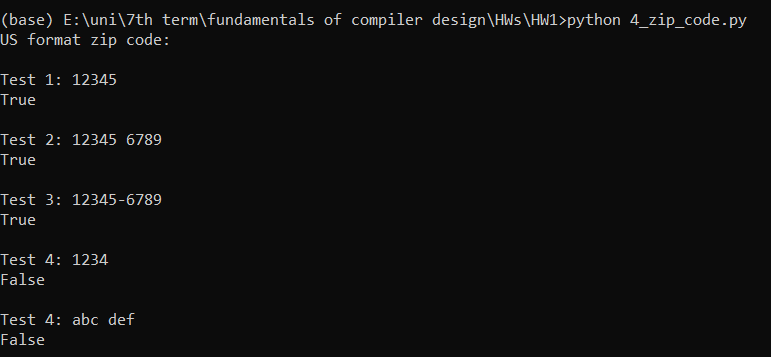 (base) E:\uni\7th term\fundamentals of compiler design\HWs\HW1>python 4_zip_code.py
US format zip code:
Test 1: 12345
True
Test 2: 12345 6789
True
Test 3: 12345-6789
True
Test 4: 1234
False
Test 4: abc def
False